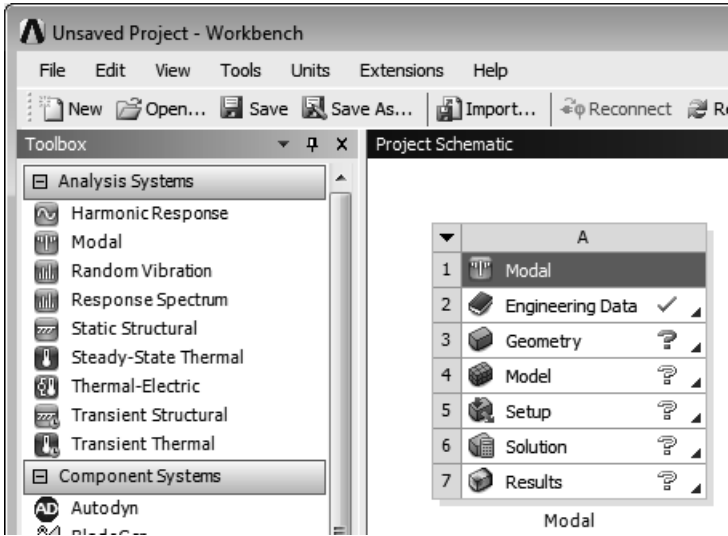 Unsaved Project - Workbench
File Edit View Tools Units Extensions Help
New Open... Save Save As... Import... Reconnect
Toolbox
Project Schematic
Analysis Systems
Harmonic Response
Modal
Random Vibration
Response Spectrum
Static Structural
Steady-State Thermal
Thermal-Electric
Transient Structural
Transient Thermal
Component Systems
AD Autodyn
A
1 Modal
2 Engineering Data
3 Geometry ?
4 Model ?
5 Setup ?
6 Solution ?
7 Results ?
Modal